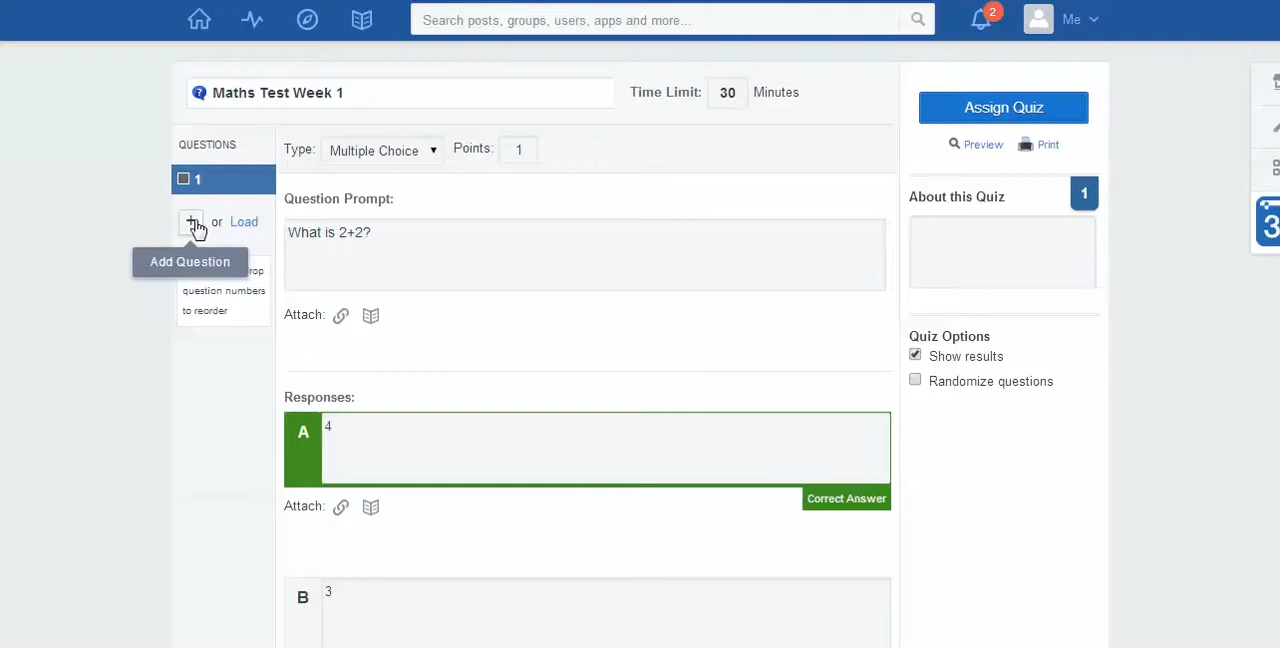 Search posts, groups, users, apps and more...
2
Me
Maths Test Week 1
Time Limit: 30 Minutes
Assign Quiz
Preview Print
QUESTIONS
Type: Multiple Choice Points: 1
1
+ or Load
Add Question
rop
question numbers
to reorder
Question Prompt:
What is 2+2?
Attach:
Responses:
A 4
Correct Answer
Attach:
B 3
About this Quiz 1
Quiz Options
Show results
Randomize questions
3